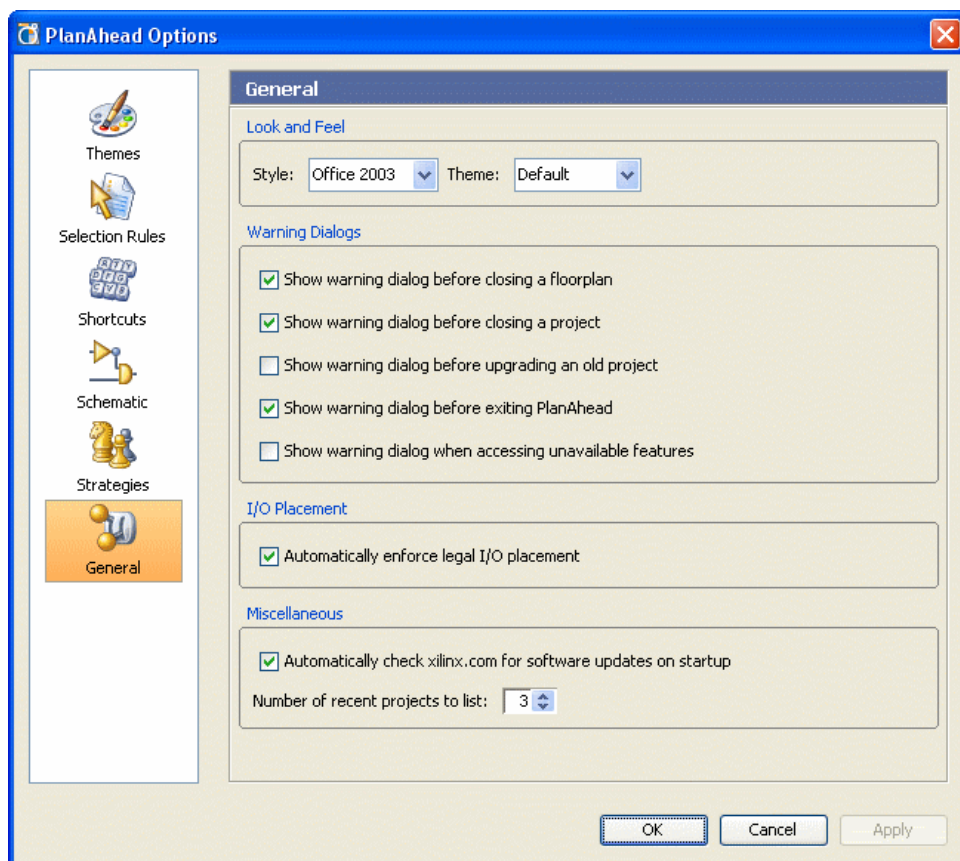 PlanAhead Options
Themes
Selection Rules
Shortcuts
Schematic
Strategies
General
General
Look and Feel
Style: Office 2003 Theme: Default
Warning Dialogs
Show warning dialog before closing a floorplan
Show warning dialog before closing a project
Show warning dialog before upgrading an old project
Show warning dialog before exiting PlanAhead
Show warning dialog when accessing unavailable features
I/O Placement
Automatically enforce legal I/O placement
Miscellaneous
Automatically check xilinx.com for software updates on startup
Number of recent projects to list: 3
OK Cancel Apply